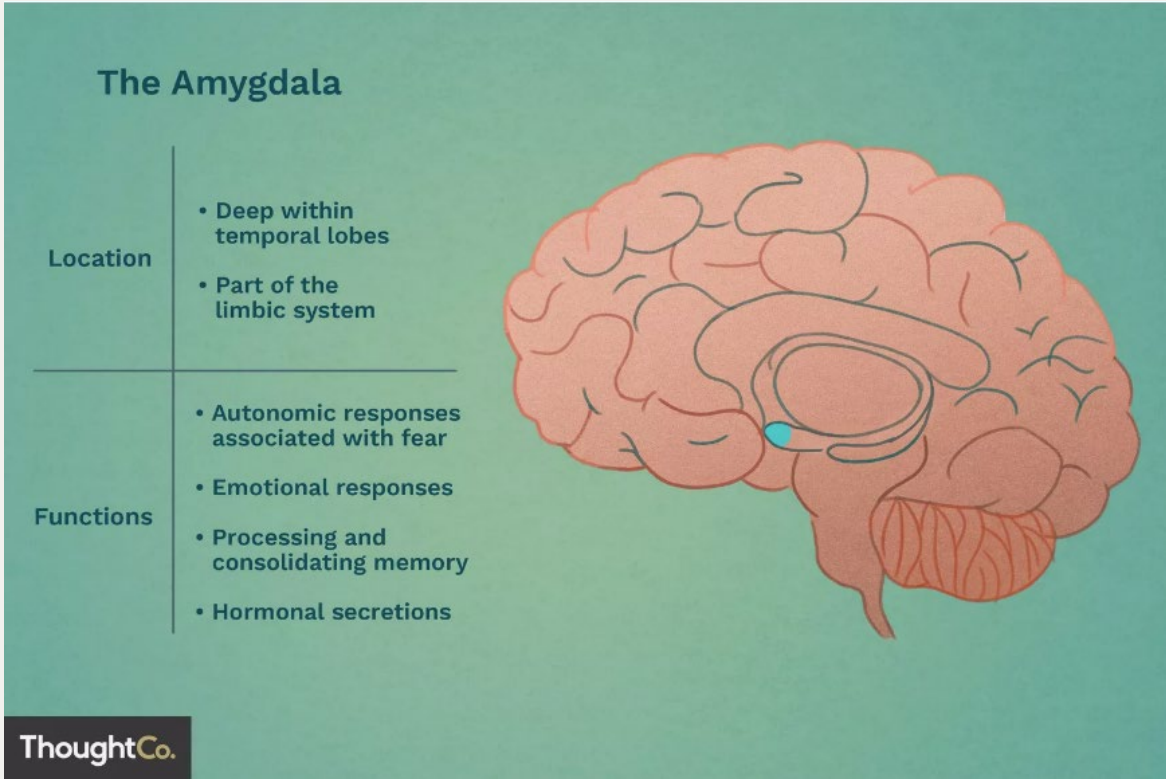 The Amygdala
Location
• Deep within
temporal lobes
• Part of the
limbic system
Functions
• Autonomic responses
associated with fear
• Emotional responses
• Processing and
consolidating memory
• Hormonal secretions
ThoughtCo.